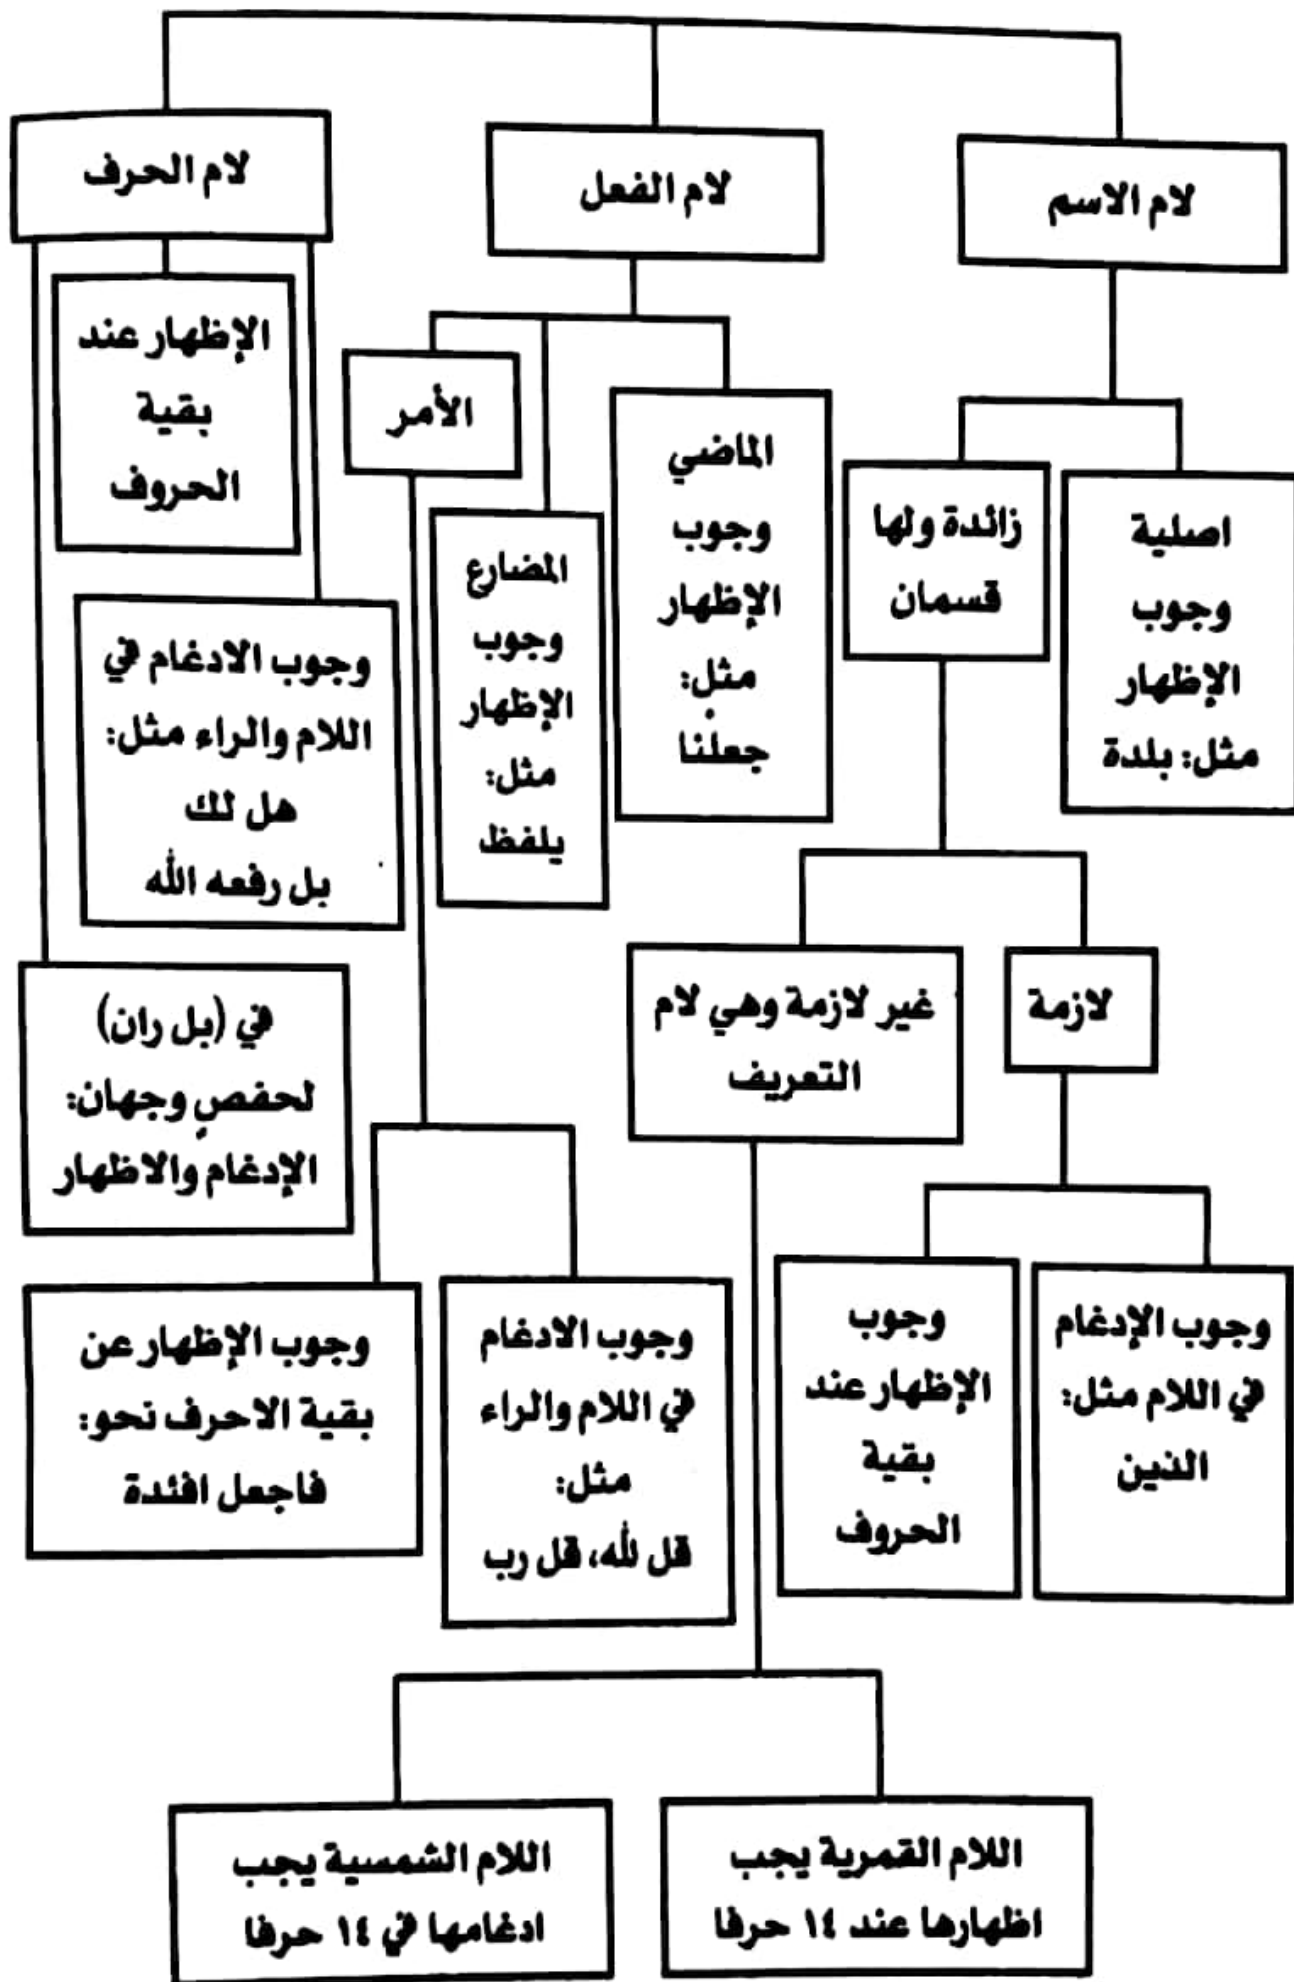 لام الاسم
لام الفعل
لام الحرف
اصلية
وجوب
الإظهار
مثل: بلدة
زائدة ولها
قسمان
الماضي
وجوب
الإظهار
مثل:
جعلنا
المضارع
وجوب
الإظهار
مثل:
يلفظ
الأمر
الإظهار عند
بقية
الحروف
وجوب الادغام في
اللام والراء مثل:
هل لك
بل رفعه الله
في (بل ران)
لحفصٍ وجهان:
الإدغام والاظهار
لازمة
غير لازمة وهي لام
التعريف
وجوب الإدغام
في اللام مثل:
الذين
وجوب
الإظهار عند
بقية
الحروف
وجوب الادغام
في اللام والراء
مثل:
قل لله، قل رب
وجوب الإظهار عن
بقية الاحرف نحو:
فاجعل افئدة
اللام القمرية يجب
اظهارها عند ١٤ حرفا
اللام الشمسية يجب
ادغامها في ١٤ حرفا